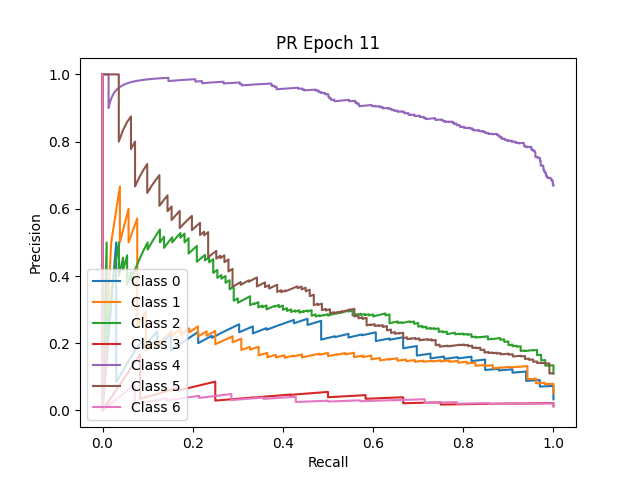 PR Epoch 11
1.0
0.8
0.6
0.4
0.2
0.0
Precision
Class 0
Class 1
Class 2
Class 3
Class 4
Class 5
Class 6
0.0 0.2 0.4 0.6 0.8 1.0
Recall